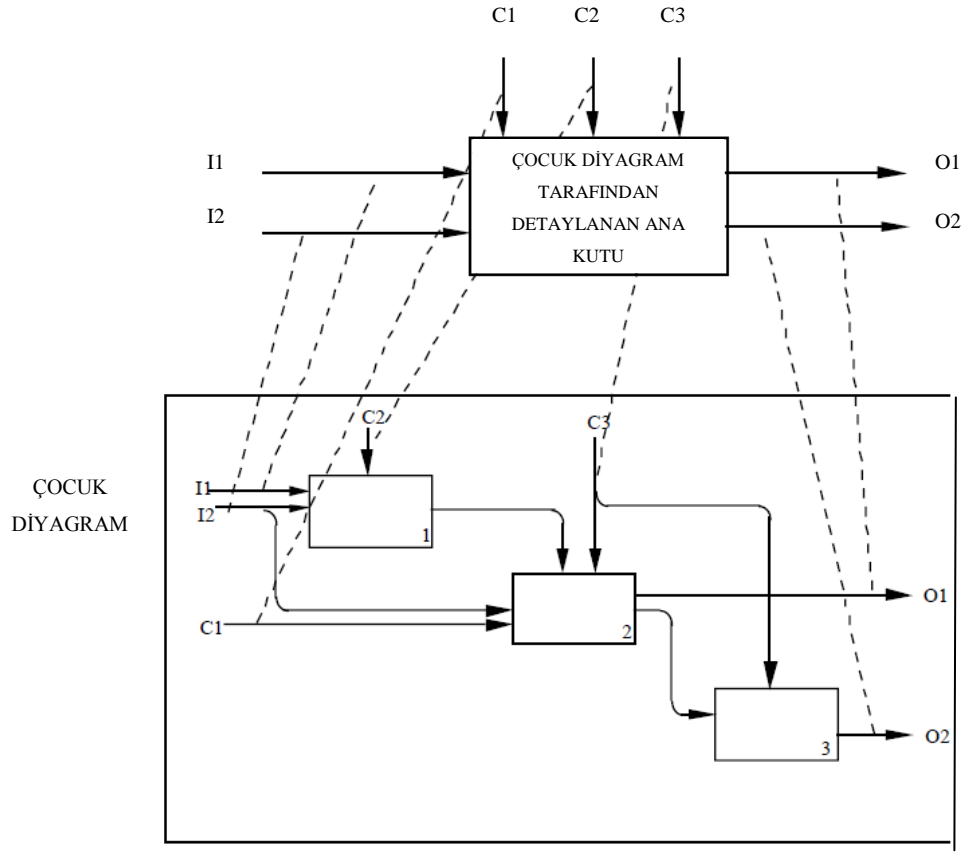 C1 C2 C3
I1
I2
ÇOCUK DİYAGRAM
TARAFINDAN
DETAYLANAN ANA
KUTU
O1
O2
ÇOCUK
DİYAGRAM
C2
C3
I1
I2
1
C1
2
O1
3
O2